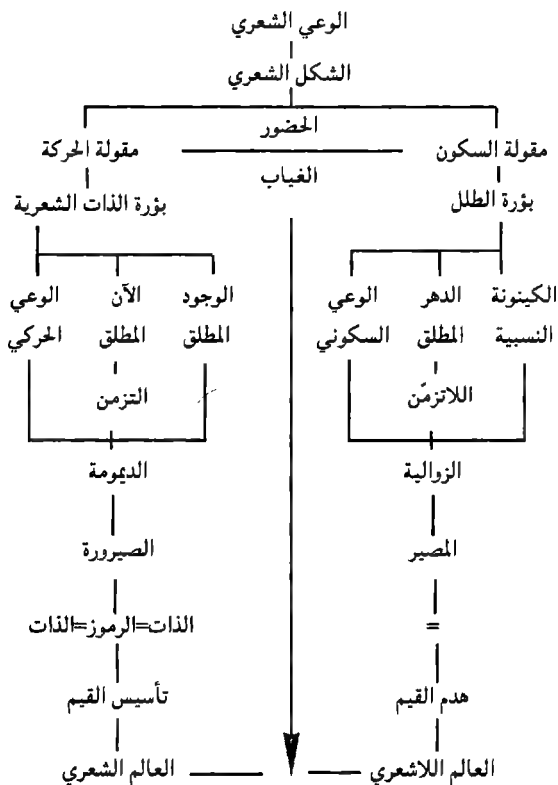 الوعي الشعري
الشكل الشعري
الحضور
مقولة السكون
مقولة الحركة
الغياب
بؤرة الطلل
بؤرة الذات الشعرية
الكينونة النسبية
الدهر المطلق
الوعي السكوني
الوجود المطلق
الآن المطلق
الوعي الحركي
اللاتزمّن
التزمن
الزوالية
الديمومة
المصير
الصيرورة
=
الذات=الرموز=الذات
هدم القيم
تأسيس القيم
العالم اللاشعري
العالم الشعري